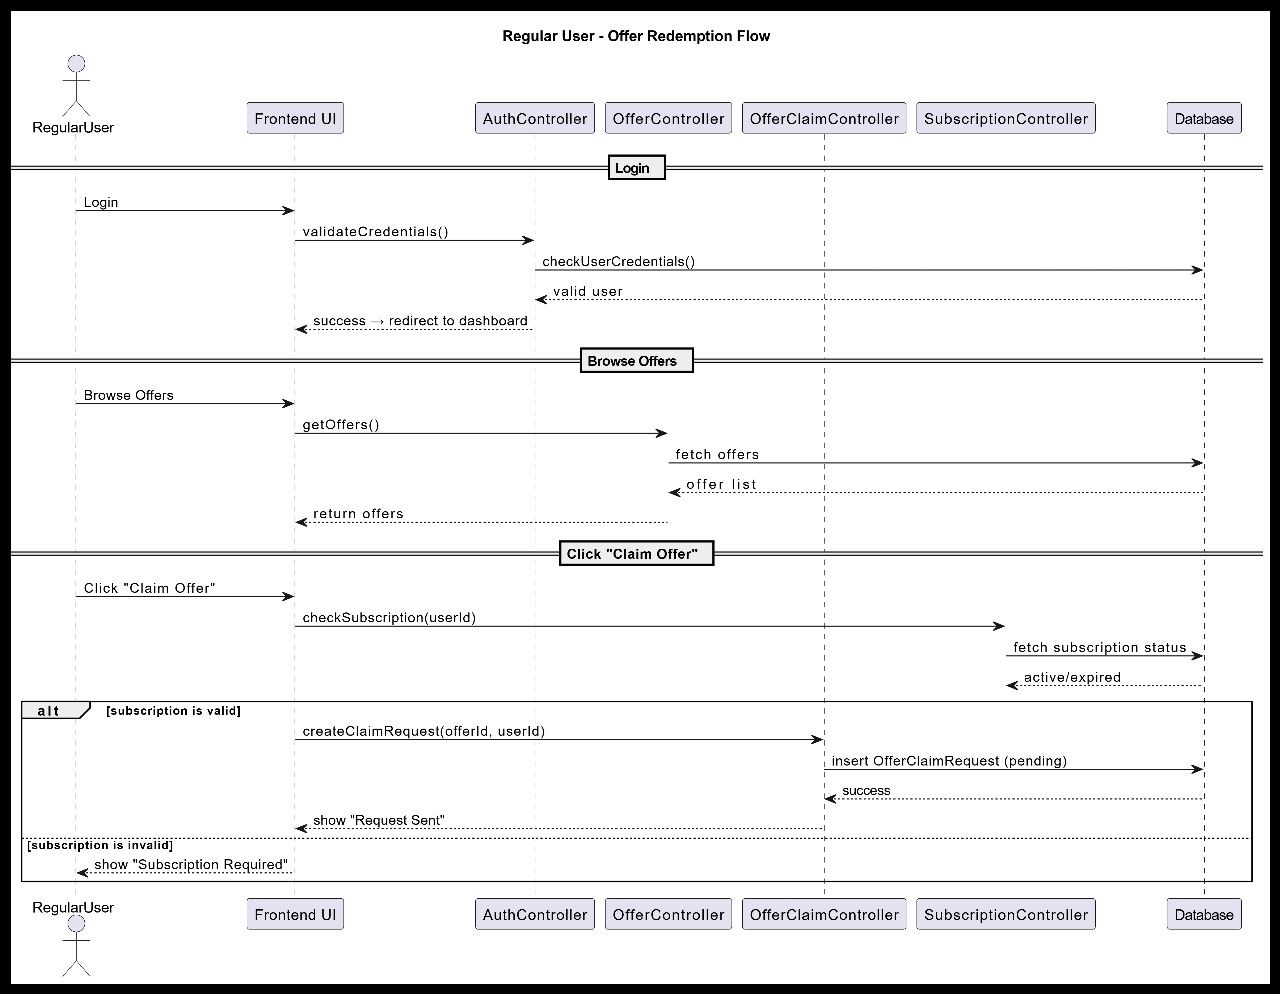 Regular User - Offer Redemption Flow
RegularUser
Frontend UI
AuthController
OfferController
OfferClaimController
SubscriptionController
Database
Login
Login
validateCredentials()
checkUserCredentials()
valid user
success → redirect to dashboard
Browse Offers
Browse Offers
getOffers()
fetch offers
offer list
return offers
Click "Claim Offer"
Click "Claim Offer"
checkSubscription(userId)
fetch subscription status
active/expired
alt [subscription is valid]
createClaimRequest(offerId, userId)
insert OfferClaimRequest (pending)
success
show "Request Sent"
[subscription is invalid]
show "Subscription Required"
RegularUser
Frontend UI
AuthController
OfferController
OfferClaimController
SubscriptionController
Database